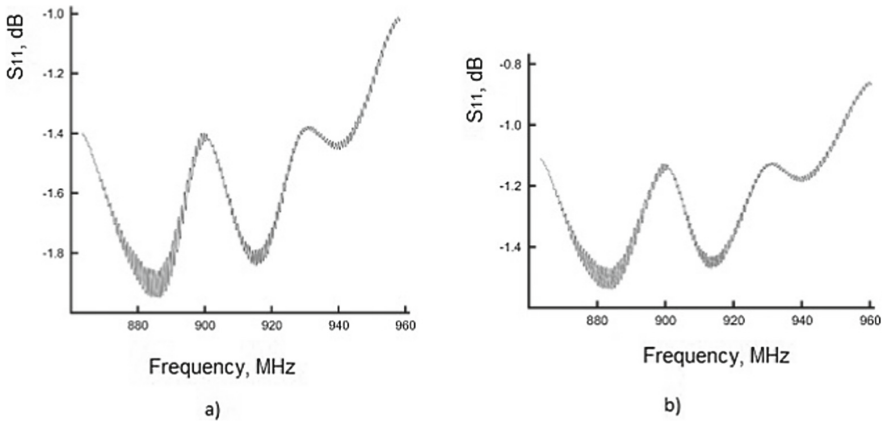 S11, dB
-1.0
-1.2
-1.4
-1.6
-1.8
880 900 920 940 960
Frequency, MHz
a)
S11, dB
-0.8
-1.0
-1.2
-1.4
880 900 920 940 960
Frequency, MHz
b)